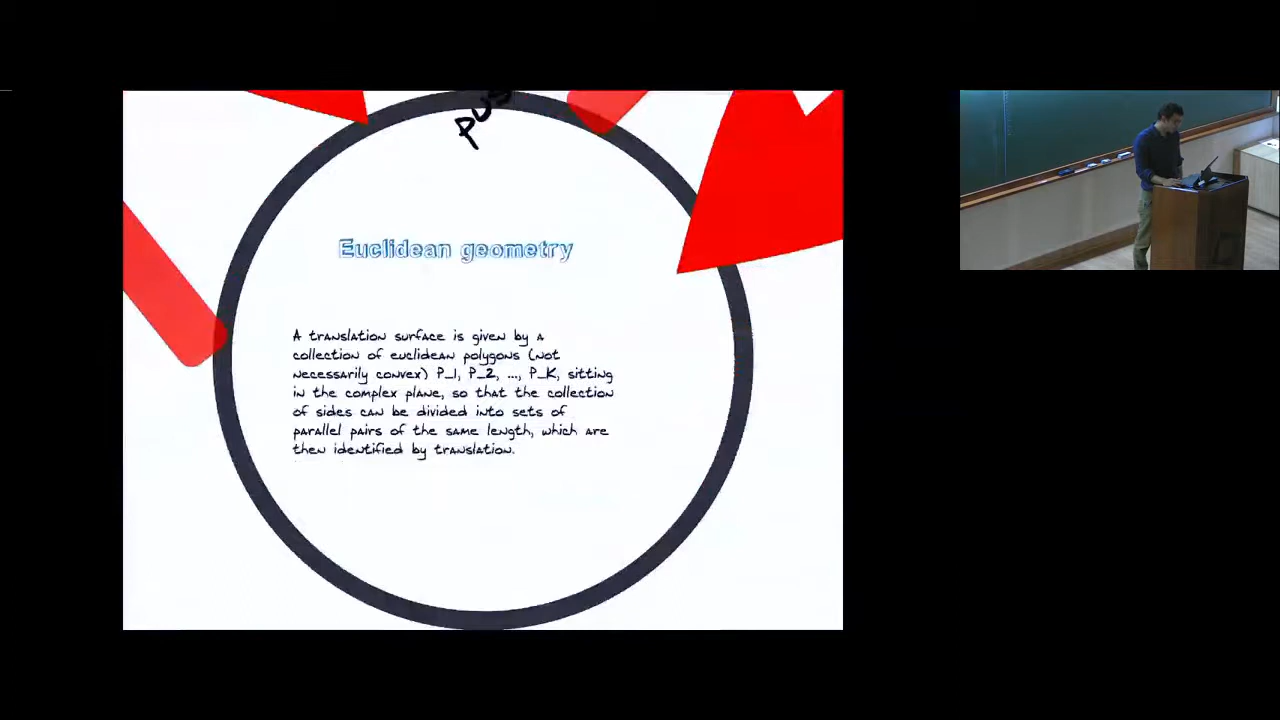 PUS
Euclidean geometry
A translation surface is given by a
collection of euclidean polygons (not
necessarily convex) P_1, P_2, ..., P_K, sitting
in the complex plane, so that the collection
of sides can be divided into sets of
parallel pairs of the same length, which are
then identified by translation.